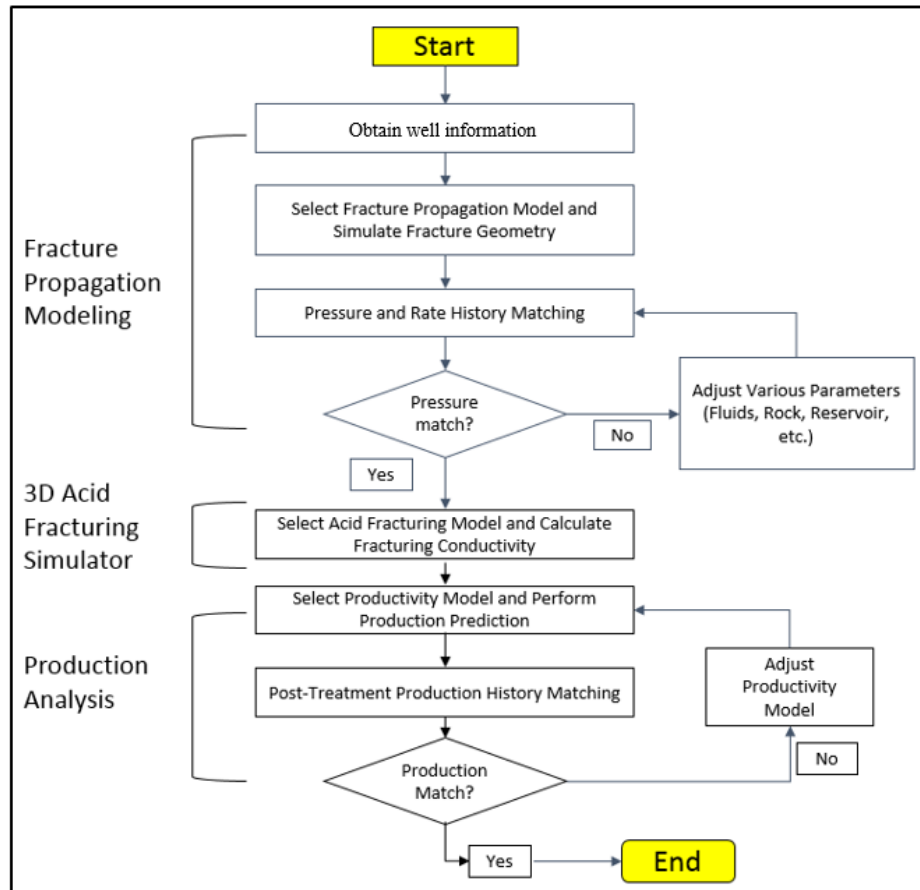 Start
Obtain well information
Select Fracture Propagation Model and
Simulate Fracture Geometry
Fracture
Propagation
Modeling
Pressure and Rate History Matching
Adjust Various Parameters
(Fluids, Rock, Reservoir,
etc.)
Pressure
match?
No
Yes
3D Acid
Fracturing
Simulator
Select Acid Fracturing Model and Calculate
Fracturing Conductivity
Select Productivity Model and Perform
Production Prediction
Production
Analysis
Adjust
Productivity
Model
Post-Treatment Production History Matching
No
Production
Match?
Yes
End